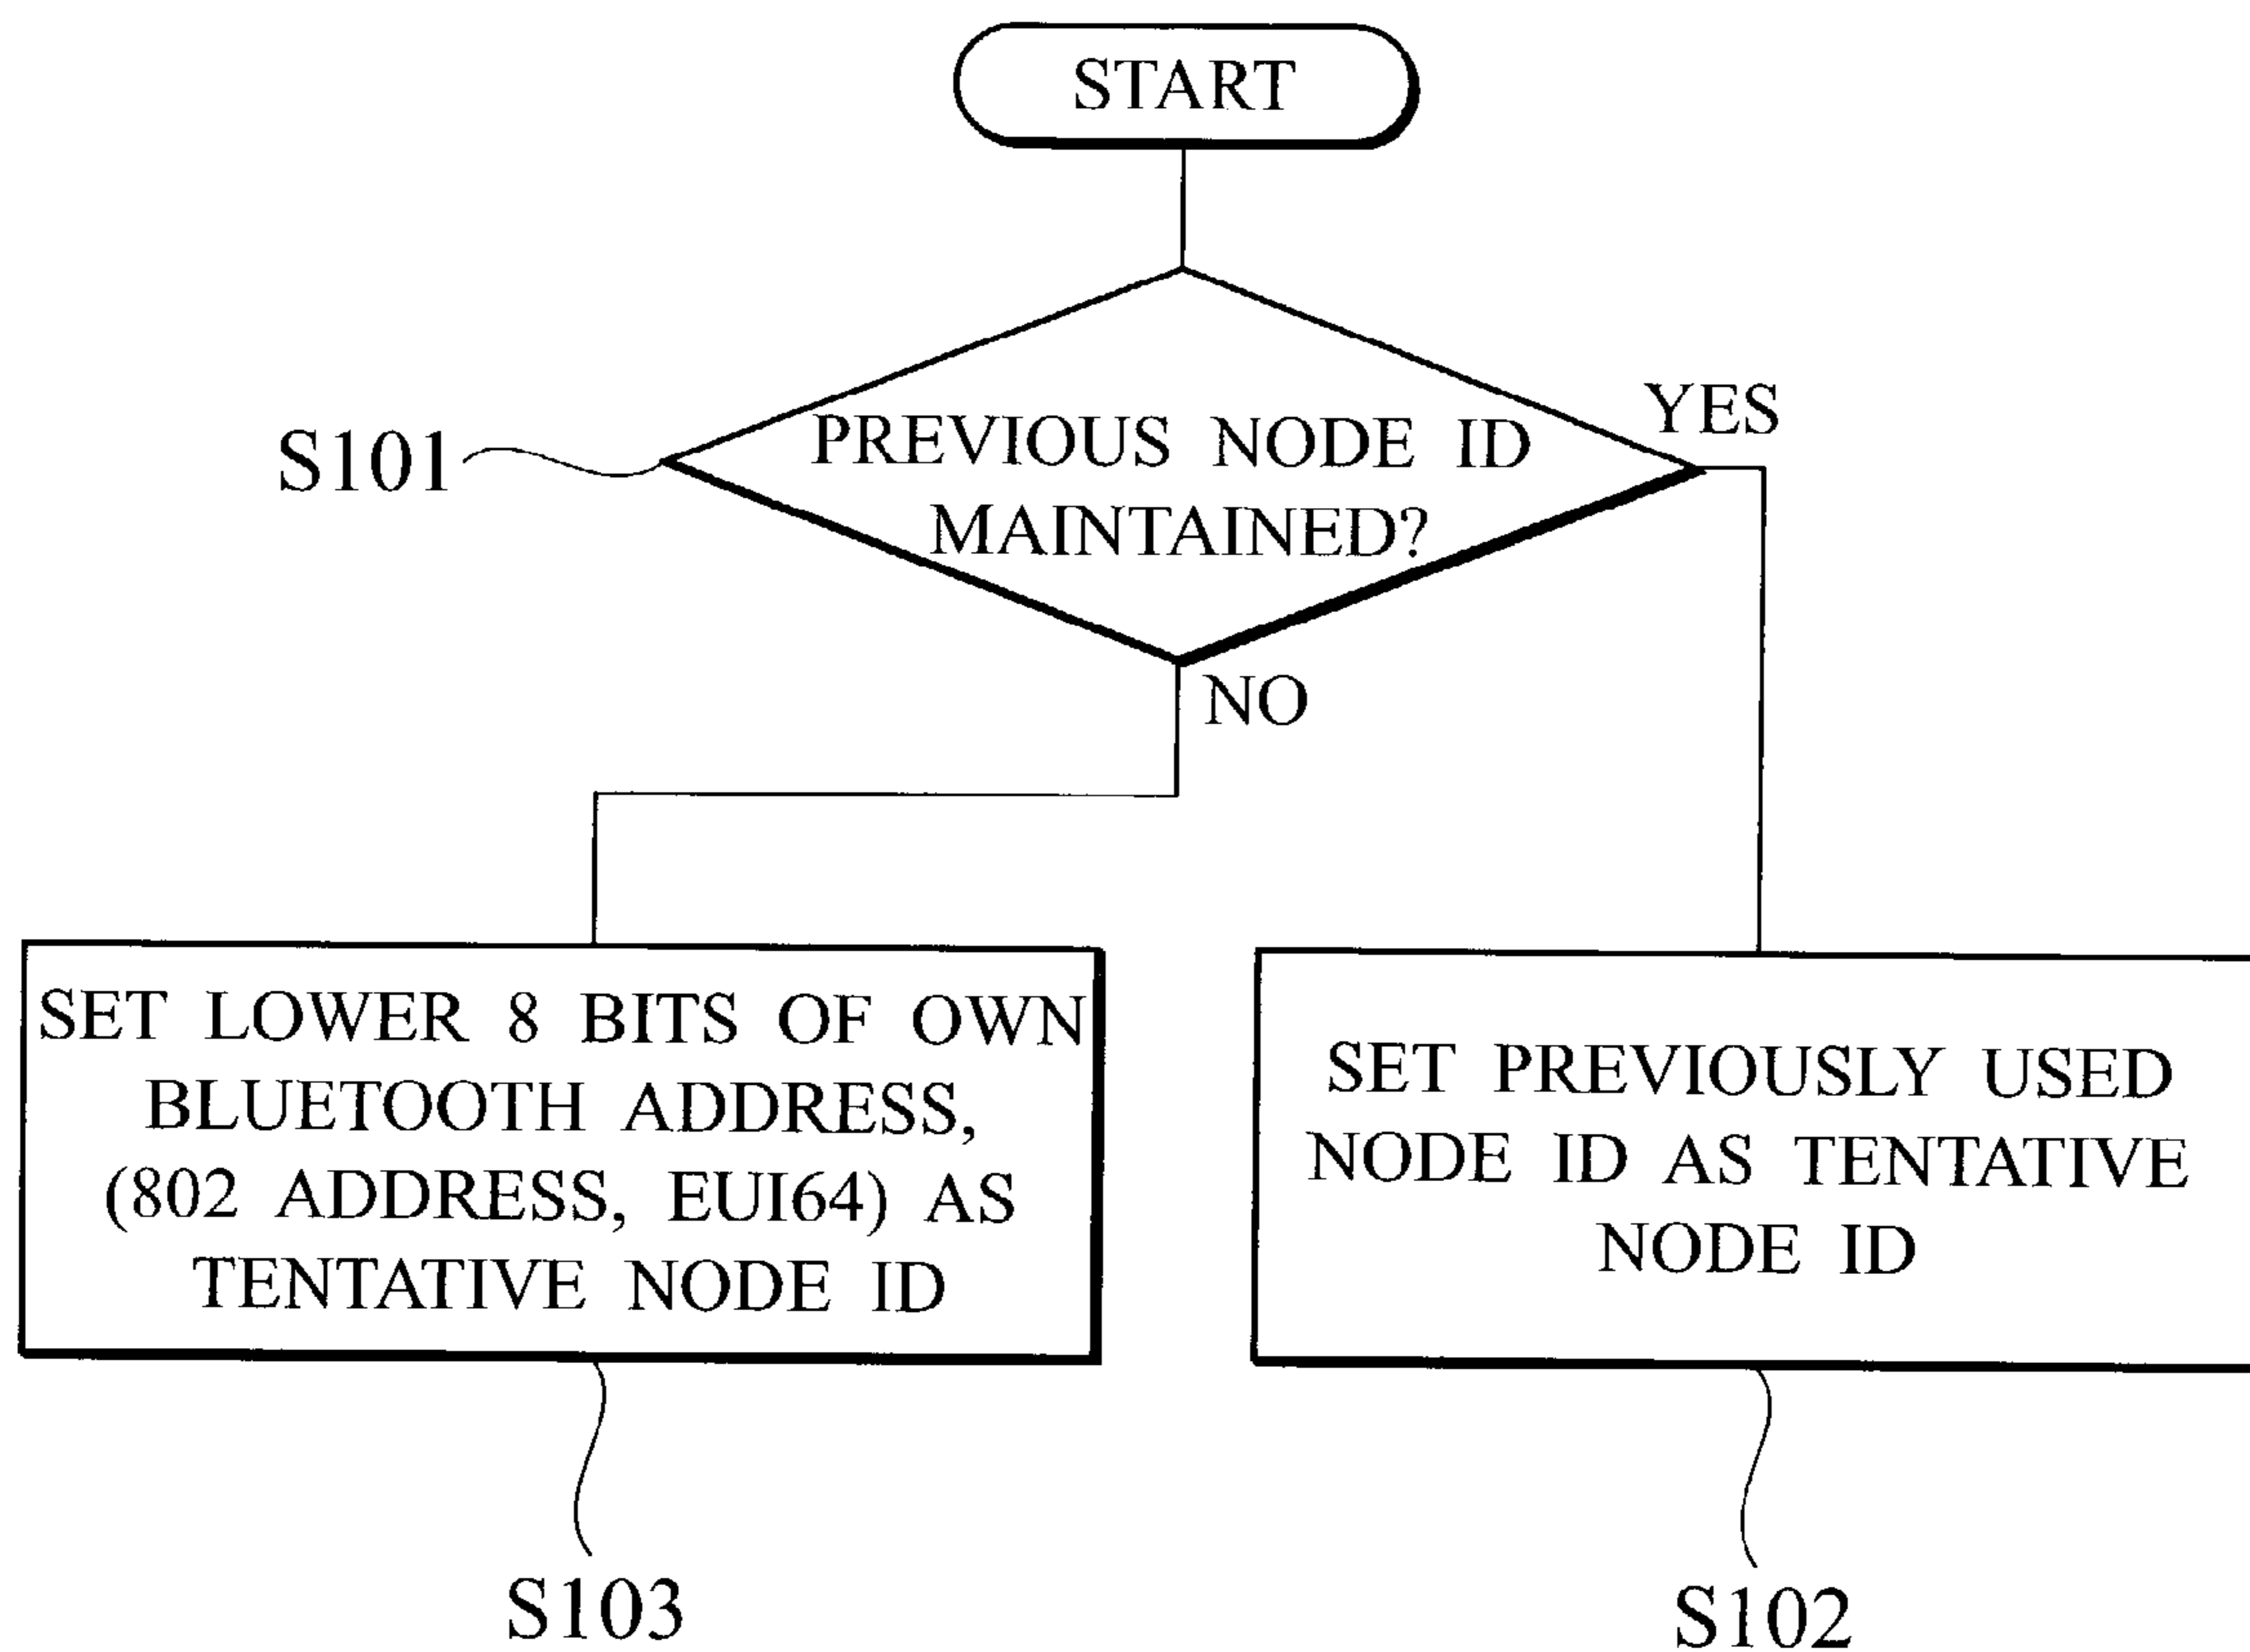 START
S101
PREVIOUS NODE ID
MAINTAINED?
YES
NO
SET LOWER 8 BITS OF OWN
BLUETOOTH ADDRESS,
(802 ADDRESS, EUI64) AS
TENTATIVE NODE ID
SET PREVIOUSLY USED
NODE ID AS TENTATIVE
NODE ID
S103
S102